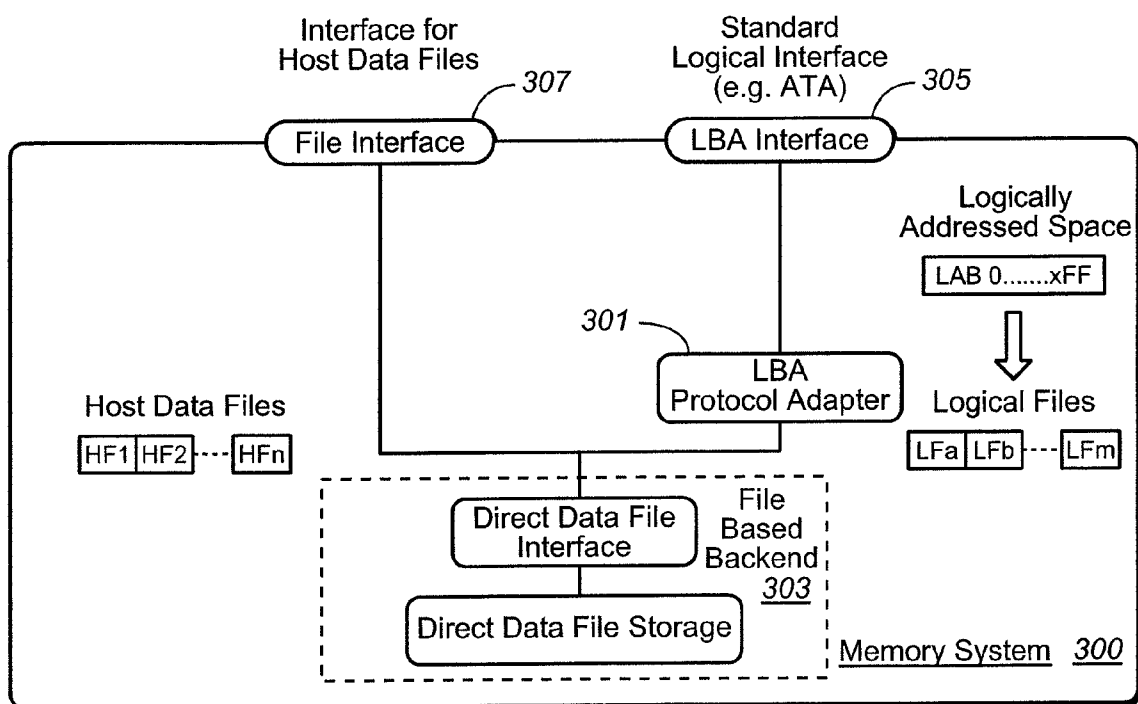 Interface for
Host Data Files
307
Standard
Logical Interface
(e.g. ATA)
305
File Interface
LBA Interface
Logically
Addressed Space
LAB 0.......xFF
301
LBA
Protocol Adapter
Host Data Files
HF1 HF2 ---- HFn
Logical Files
LFa LFb ---- LFm
Direct Data File
Interface
File
Based
Backend
303
Direct Data File Storage
Memory System 300